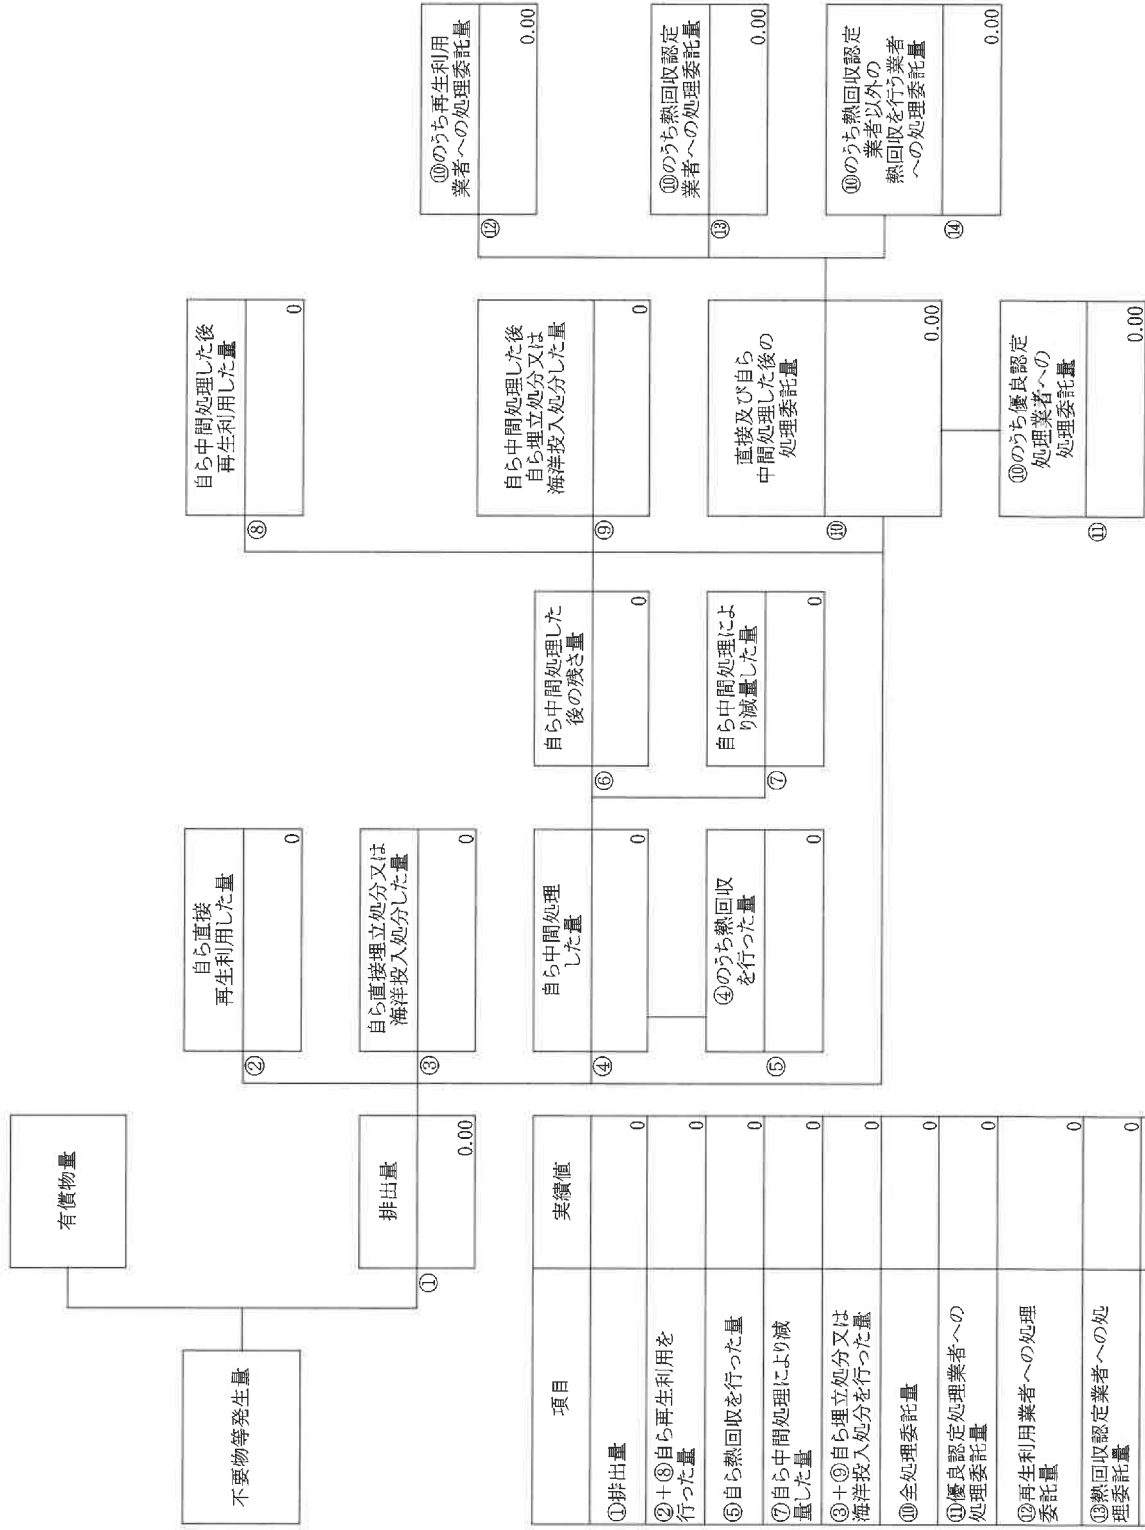 不要物等発生量
有償物量
①
排出量
0.00
②
自ら直接
再生利用した量
0
③
自ら直接埋立処分又は
海洋投入処分した量
0
④
自ら中間処理
した量
0
⑤
④のうち熱回収
を行った量
0
⑥
自ら中間処理した
後の残さ量
0
⑦
自ら中間処理によ
り減量した量
0
⑧
自ら中間処理した後
再生利用した量
0
⑨
自ら中間処理した後
自ら埋立処分又は
海洋投入処分した量
0
⑩
直接及び自ら
中間処理した後の
処理委託量
0.00
⑪
⑩のうち優良認定
処理業者への
処理委託量
0.00
⑫
⑩のうち再生利用
業者への処理委託量
0.00
⑬
⑩のうち熱回収認定
業者への処理委託量
0.00
⑭
⑩のうち熱回収認定
業者以外の
熱回収を行う業者
への処理委託量
0.00
項目 実績値
①排出量 0
②+⑧自ら再生利用を
行った量 0
⑤自ら熱回収を行った量 0
⑦自ら中間処理により減
量した量 0
③+⑨自ら埋立処分又は
海洋投入処分を行った量 0
⑩全処理委託量 0
⑪優良認定処理業者への
処理委託量 0
⑫再生利用業者への処理
委託量 0
⑬熱回収認定業者への処
理委託量 0